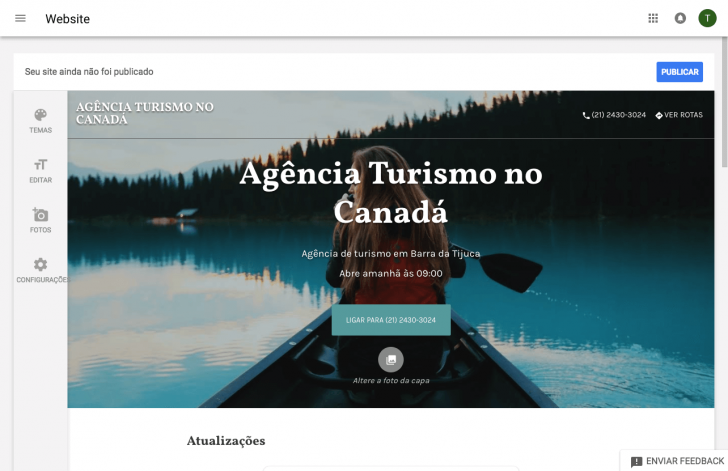 Website
T
Seu site ainda não foi publicado
PUBLICAR
TEMAS
EDITAR
FOTOS
CONFIGURAÇÕES
AGÊNCIA TURISMO NO
CANADÁ
(21) 2430-3024
VER ROTAS
Agência Turismo no
Canadá
Agência de turismo em Barra da Tijuca
Abre amanhã às 09:00
LIGAR PARA (21) 2430-3024
Altere a foto da capa
Atualizações
ENVIAR FEEDBACK